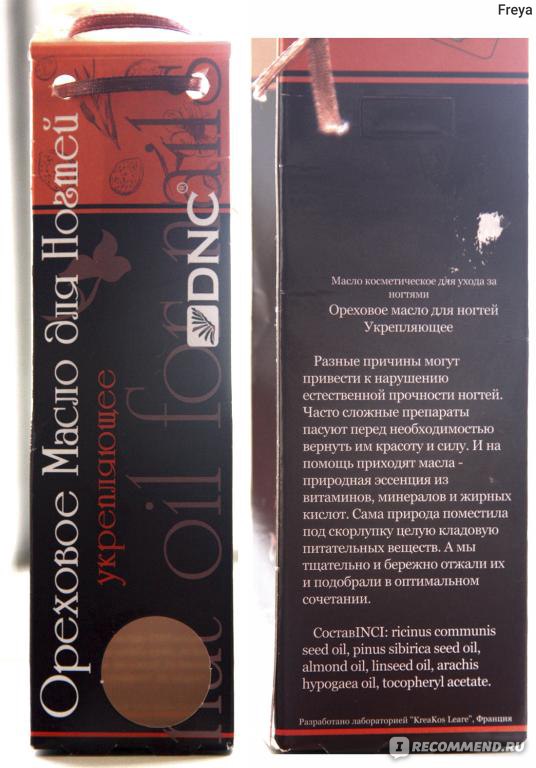 Freya
Ореховое Масло для Ногтей
укрепляющее
nut oil for nails
DNC®
Масло косметическое для ухода за
ногтями
Ореховое масло для ногтей
Укрепляющее
Разные причины могут
привести к нарушению
естественной прочности ногтей.
Часто сложные препараты
пасуют перед необходимостью
вернуть им красоту и силу. И на
помощь приходят масла -
природная эссенция из
витаминов, минералов и жирных
кислот. Сама природа поместила
под скорлупку целую кладовую
питательных веществ. А мы
тщательно и бережно отжали их
и подобрали в оптимальном
сочетании.
СоставINCI: ricinus communis
seed oil, pinus sibirica seed oil,
almond oil, linseed oil, arachis
hypogaea oil, tocopheryl acetate.
Разработано лабораторией "KreaKos Leare", Франция
I RECOMMEND.RU